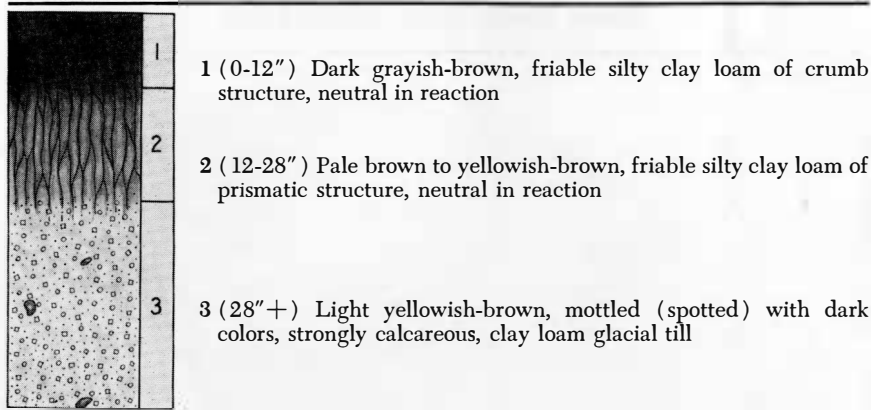 1
1 (0-12″) Dark grayish-brown, friable silty clay loam of crumb
structure, neutral in reaction
2
2 (12-28″) Pale brown to yellowish-brown, friable silty clay loam of
prismatic structure, neutral in reaction
3
3 (28″+) Light yellowish-brown, mottled (spotted) with dark
colors, strongly calcareous, clay loam glacial till